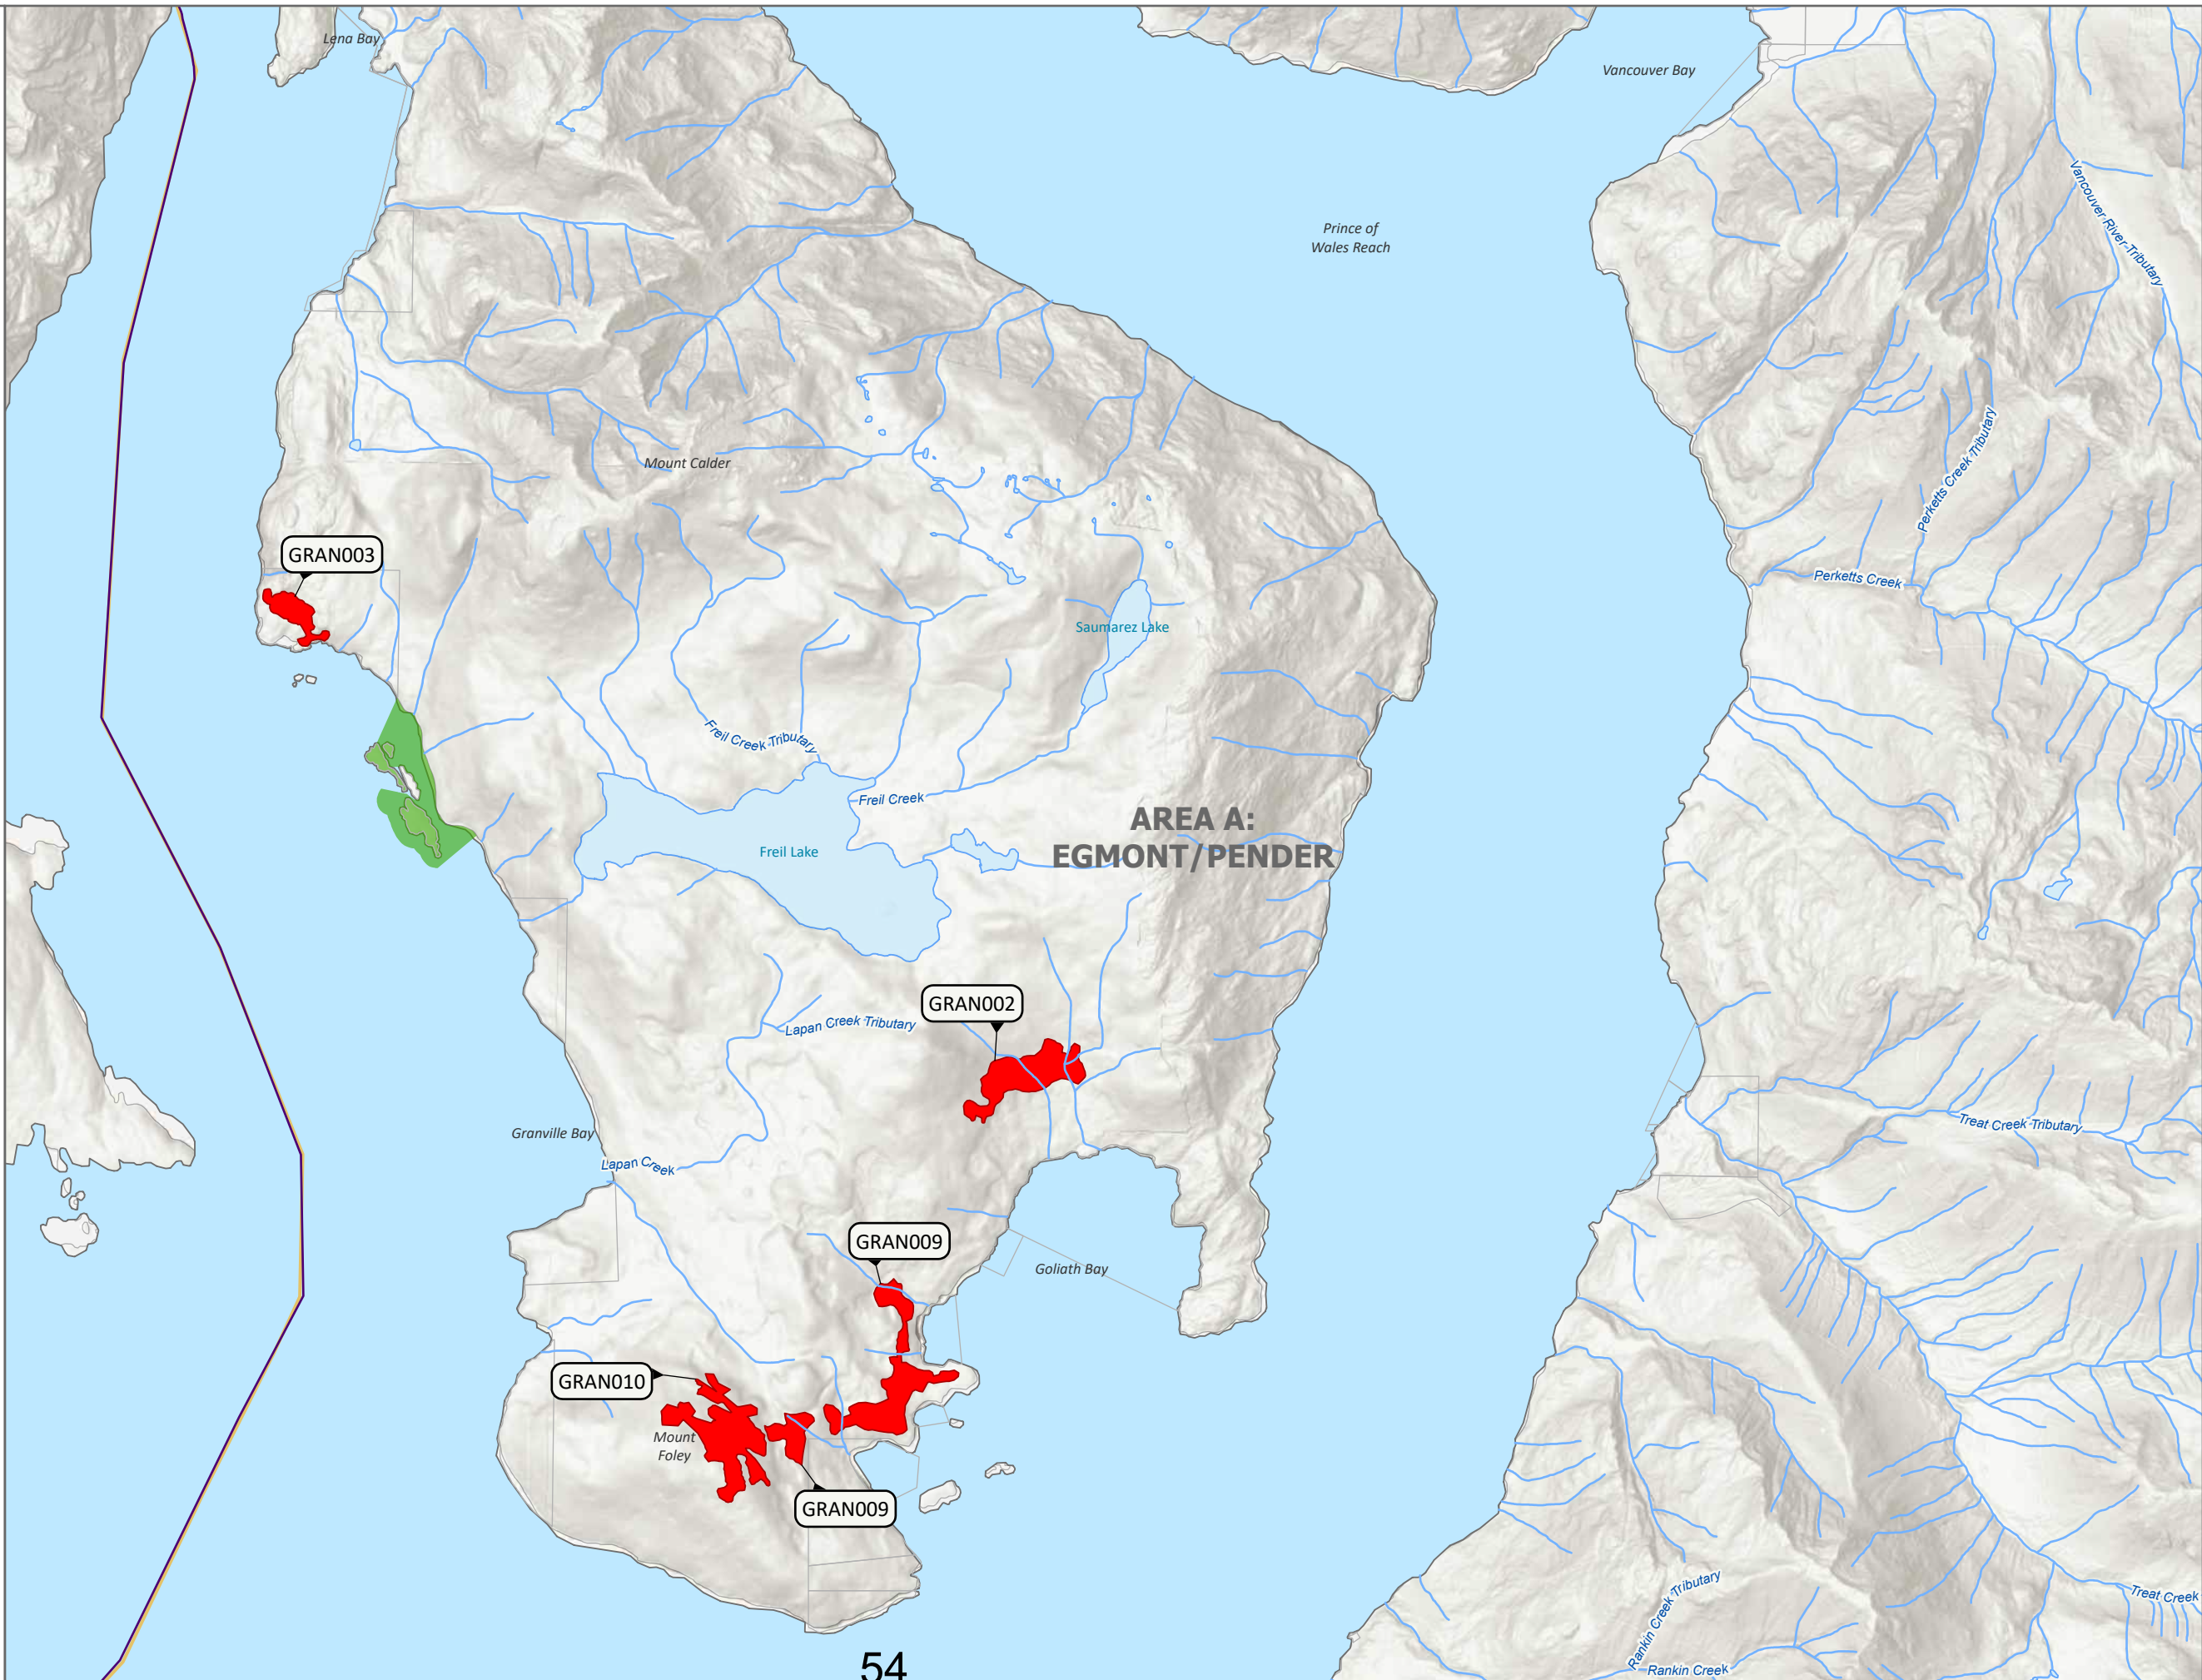 Lena Bay
Vancouver Bay
Prince of
Wales Reach
Vancouver River Tributary
Mount Calder
Perketts Creek Tributary
GRAN003
Perketts Creek
Saumarez Lake
Freil Creek Tributary
Freil Creek
AREA A:
EGMONT/PENDER
Freil Lake
GRAN002
Lapan Creek Tributary
Granville Bay
Treat Creek Tributary
Lapan Creek
GRAN009
Goliath Bay
GRAN010
Mount
Foley
GRAN009
Rankin Creek Tributary
Treat Creek
Rankin Creek
54